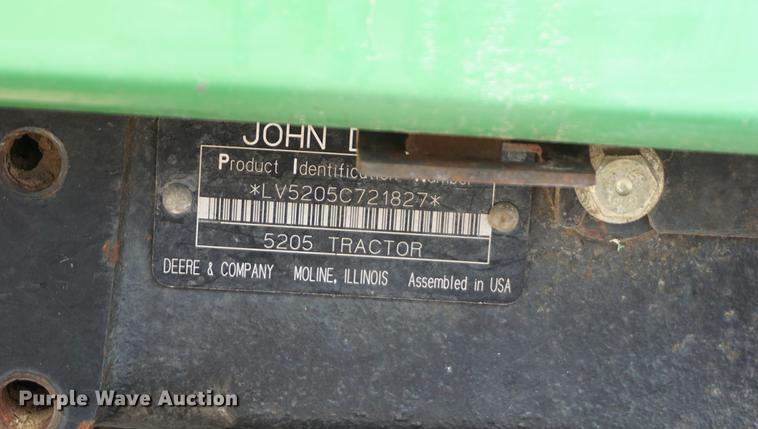 JOHN
Product Identification Number
*LV5205C721827*
5205 TRACTOR
DEERE & COMPANY MOLINE, ILLINOIS Assembled in USA
Purple Wave Auction